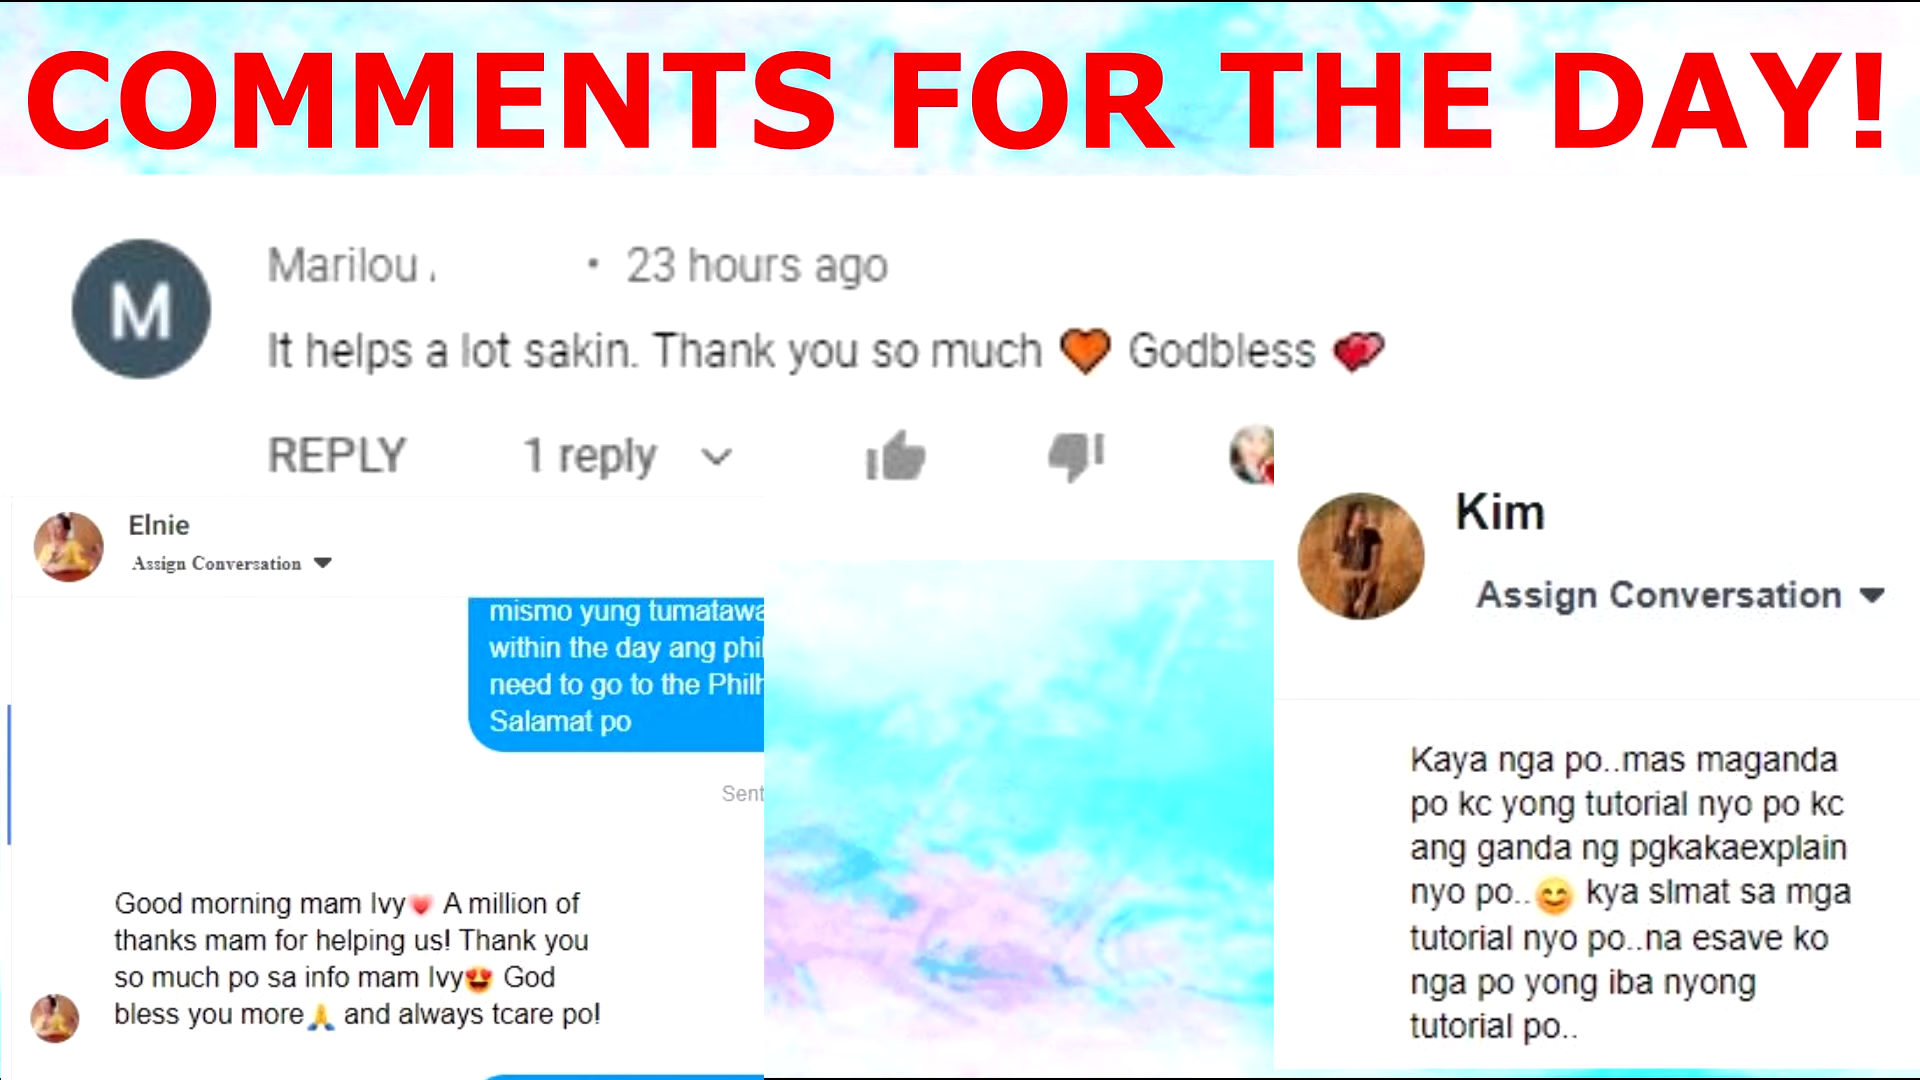 COMMENTS FOR THE DAY!
M
Marilou
• 23 hours ago
It helps a lot sakin. Thank you so much 🧡 Godbless 💕
REPLY
1 reply
Elnie
Assign Conversation
mismo yung
within the day ang
need to go to the
Salamat po
Sent
Good morning mam Ivy❤ A million of
thanks mam for helping us! Thank you
so much po sa info mam Ivy😍 God
bless you more🙏 and always tcare po!
Kim
Assign Conversation
Kaya nga po..mas maganda
po kc yong tutorial nyo po kc
ang ganda ng pgkakaexplain
nyo po..😊 kya slmat sa mga
tutorial nyo po..na esave ko
nga po yong iba nyong
tutorial po..